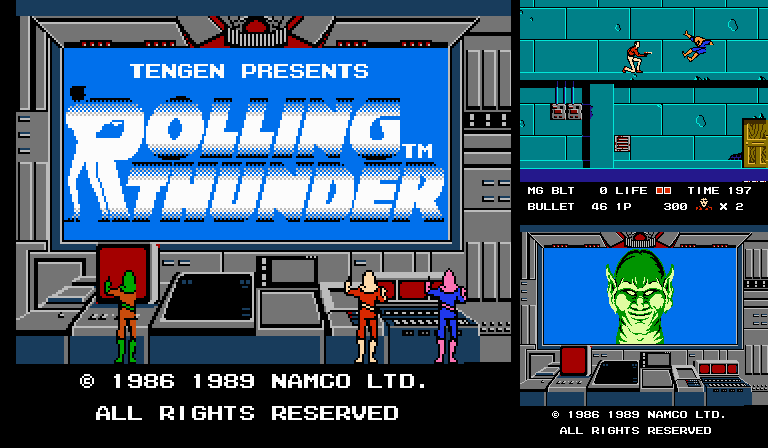 TENGEN PRESENTS
ROLLING
THUNDER TM
© 1986 1989 NAMCO LTD.
ALL RIGHTS RESERVED
MG BLT 0 LIFE TIME 197
BULLET 46 1P 300 X 2
© 1986 1989 NAMCO LTD.
ALL RIGHTS RESERVED